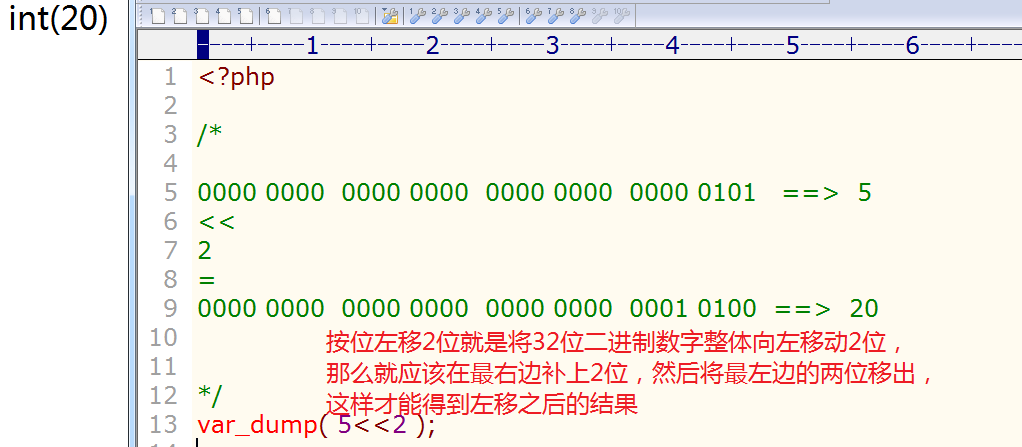 int(20)
----+----1----+----2----+----3----+----4----+----5----+----6----+----
1 <?php
2
3 /*
4
5 0000 0000 0000 0000 0000 0000 0000 0101 ==> 5
6 <<
7 2
8 =
9 0000 0000 0000 0000 0000 0000 0001 0100 ==> 20
10 按位左移2位就是将32位二进制数字整体向左移动2位，
11 那么就应该在最右边补上2位，然后将最左边的两位移出，
12 */ 这样才能得到左移之后的结果
13 var_dump( 5<<2 );